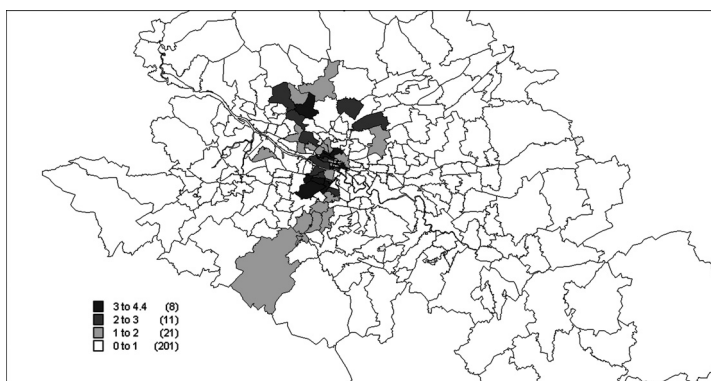 3 to 4.4 (8)
2 to 3 (11)
1 to 2 (21)
0 to 1 (201)